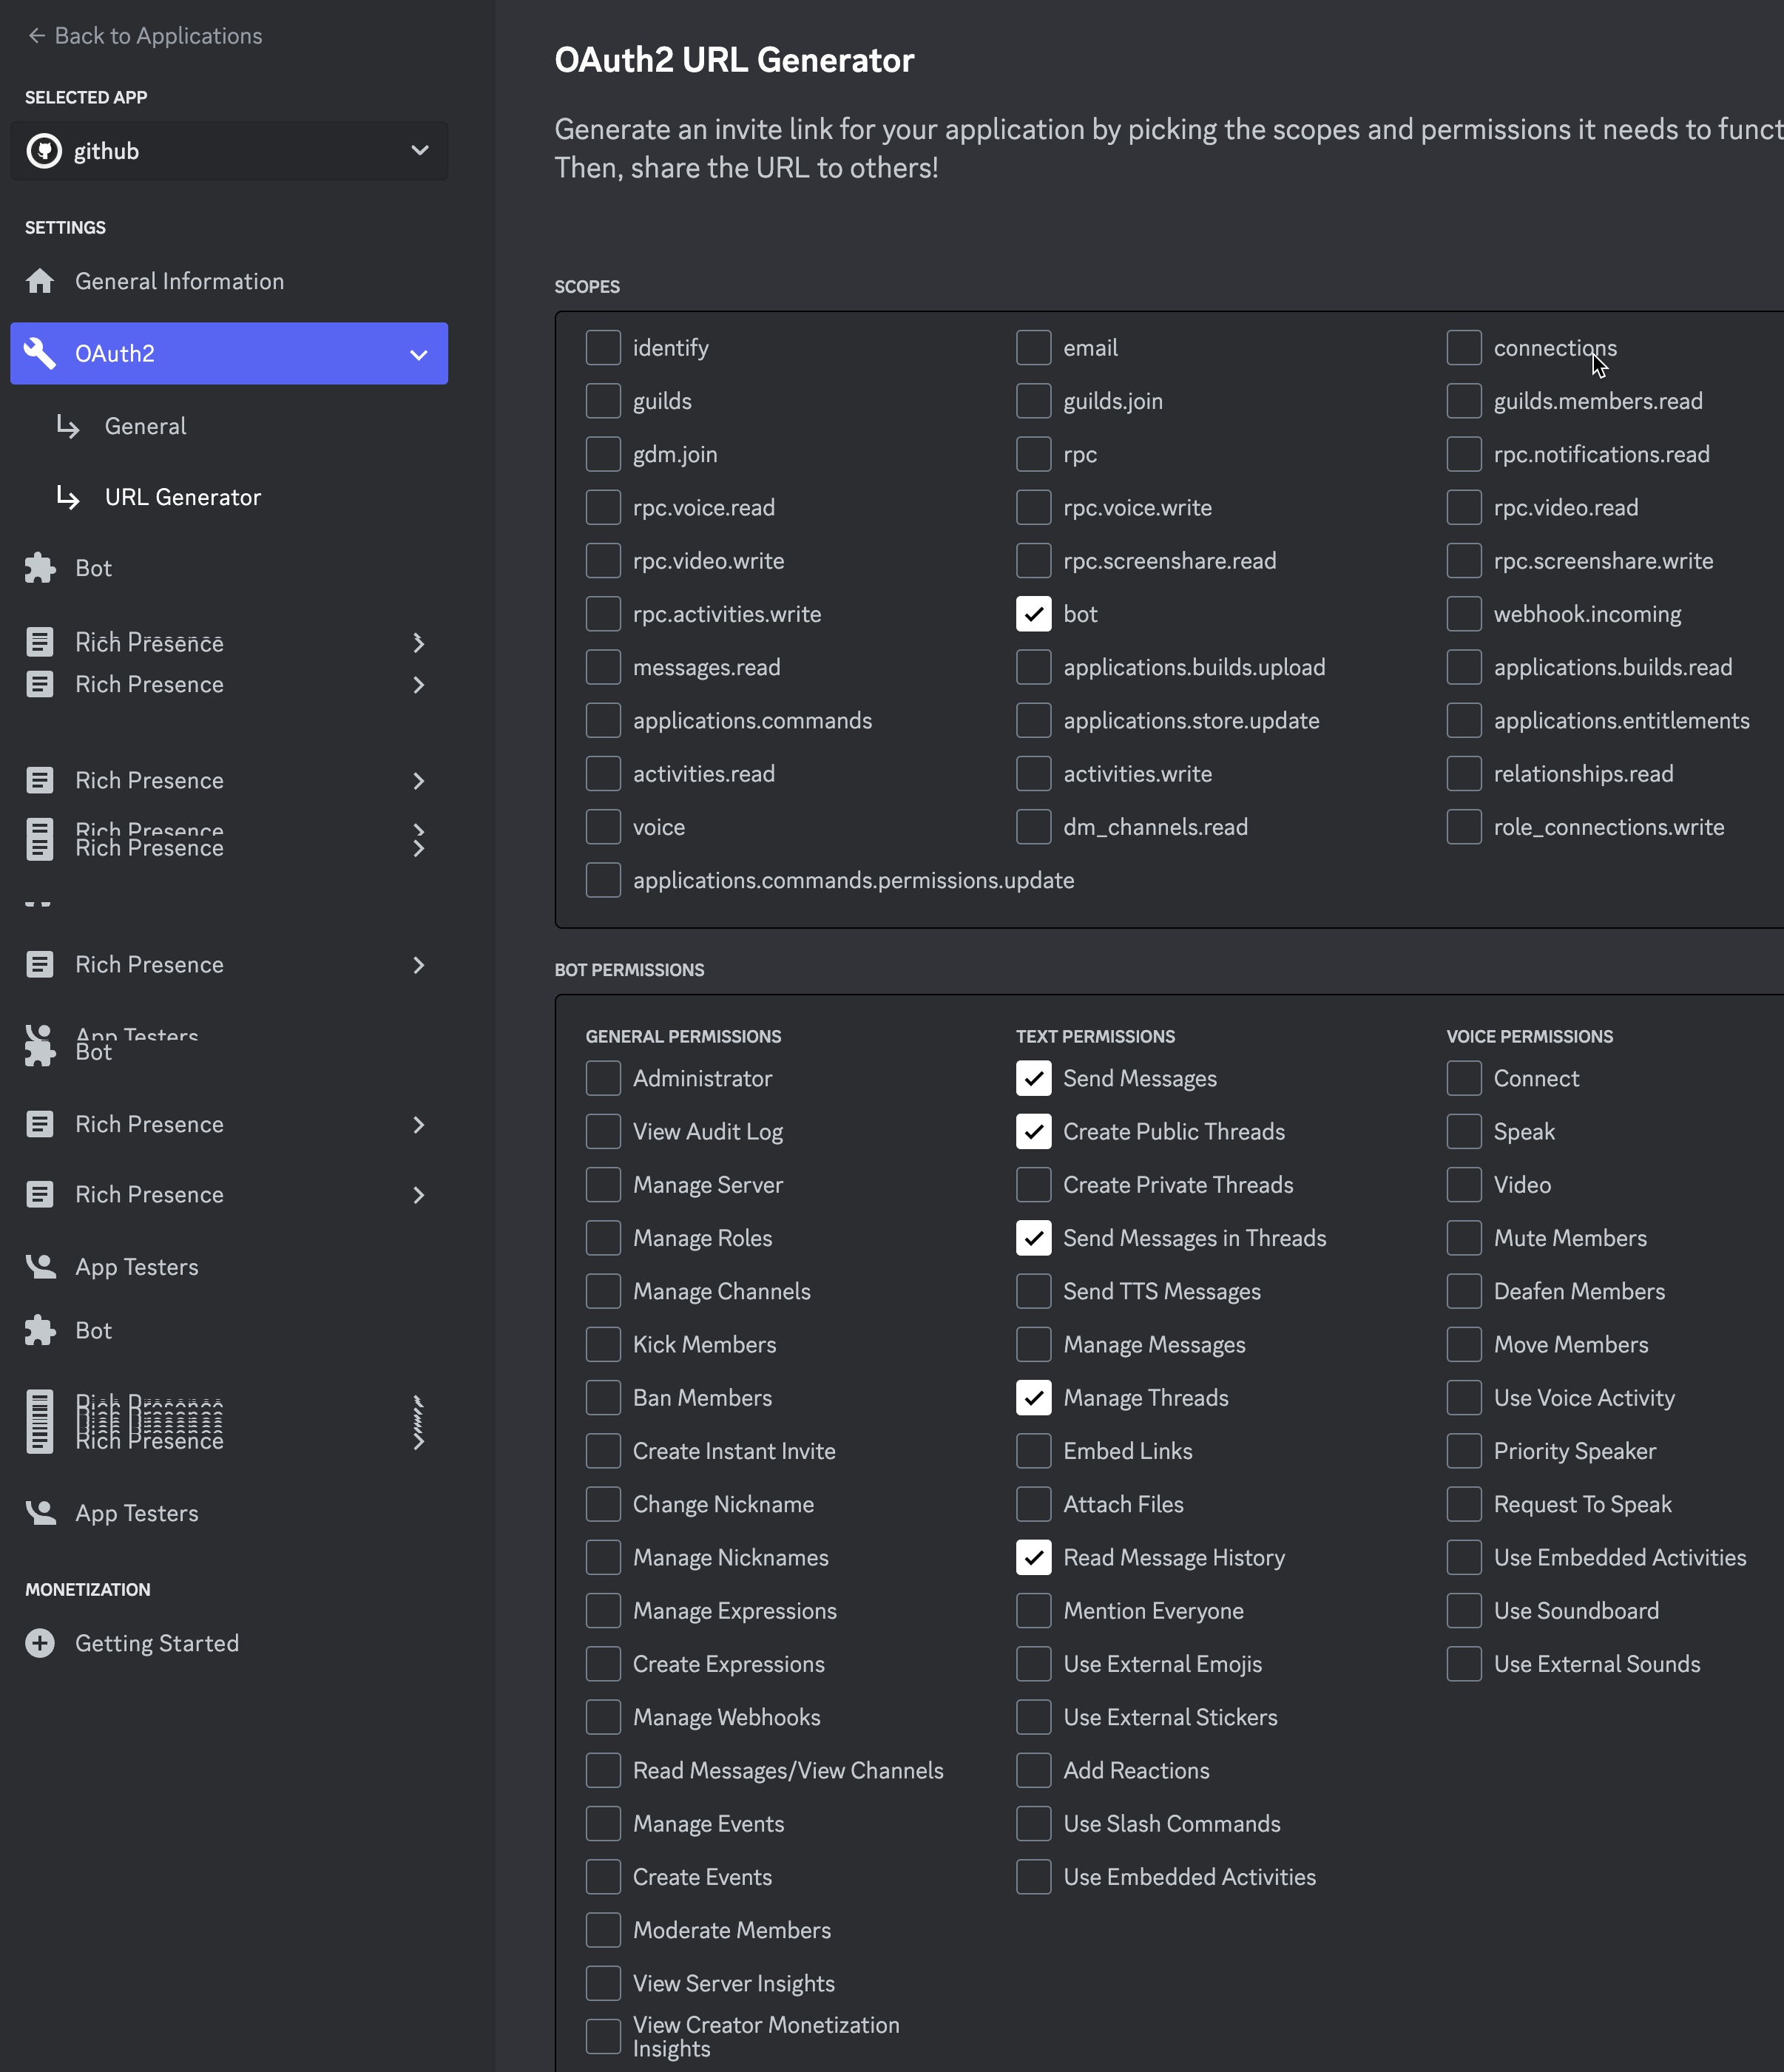 Back to Applications
SELECTED APP
github
SETTINGS
General Information
OAuth2
General
URL Generator
Bot
Rich Presence
Rich Presence
Rich Presence
Rich Presence
Rich Presence
Rich Presence
App Testers
Bot
Rich Presence
Rich Presence
App Testers
Bot
Rich Presence
Rich Presence
App Testers
MONETIZATION
Getting Started
OAuth2 URL Generator
Generate an invite link for your application by picking the scopes and permissions it needs to funct
Then, share the URL to others!
SCOPES
identify
email
connections
guilds
guilds.join
guilds.members.read
gdm.join
rpc
rpc.notifications.read
rpc.voice.read
rpc.voice.write
rpc.video.read
rpc.video.write
rpc.screenshare.read
rpc.screenshare.write
rpc.activities.write
bot
webhook.incoming
messages.read
applications.builds.upload
applications.builds.read
applications.commands
applications.store.update
applications.entitlements
activities.read
activities.write
relationships.read
voice
dm_channels.read
role_connections.write
applications.commands.permissions.update
BOT PERMISSIONS
GENERAL PERMISSIONS
Administrator
View Audit Log
Manage Server
Manage Roles
Manage Channels
Kick Members
Ban Members
Create Instant Invite
Change Nickname
Manage Nicknames
Manage Expressions
Create Expressions
Manage Webhooks
Read Messages/View Channels
Manage Events
Create Events
Moderate Members
View Server Insights
View Creator Monetization
Insights
TEXT PERMISSIONS
Send Messages
Create Public Threads
Create Private Threads
Send Messages in Threads
Send TTS Messages
Manage Messages
Manage Threads
Embed Links
Attach Files
Read Message History
Mention Everyone
Use External Emojis
Use External Stickers
Add Reactions
Use Slash Commands
Use Embedded Activities
VOICE PERMISSIONS
Connect
Speak
Video
Mute Members
Deafen Members
Move Members
Use Voice Activity
Priority Speaker
Request To Speak
Use Embedded Activities
Use Soundboard
Use External Sounds